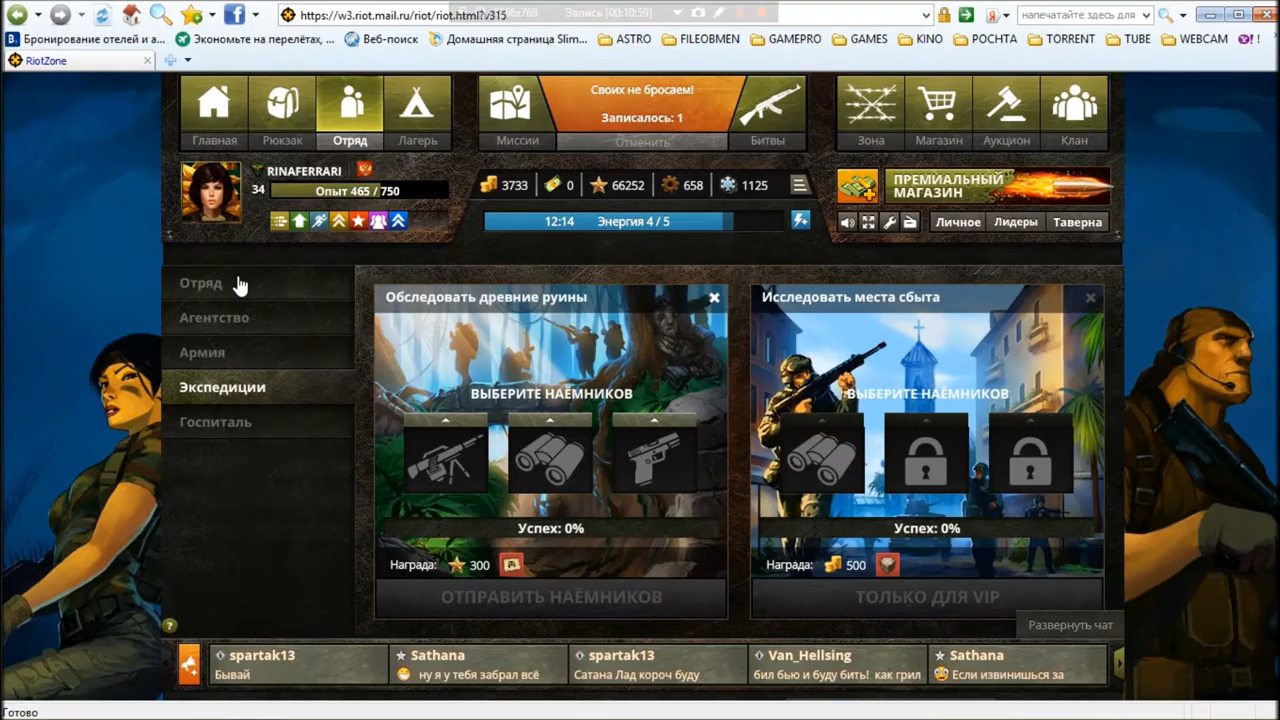 https://w3.riot.mail.ru/riot/riot.html?v315
Запись [00:10:59]
напечатайте здесь для
Бронирование отелей и а...
Экономьте на перелётах, ...
Веб-поиск
Домашняя страница Slim...
ASTRO
FILEOBMEN
GAMEPRO
GAMES
KINO
POCHTA
TORRENT
TUBE
WEBCAM
RiotZone
Главная
Рюкзак
Отряд
Лагерь
Миссии
Своих не бросаем!
Записалось: 1
Отменить
Битвы
Зона
Магазин
Аукцион
Клан
RINAFERRARI
34
Опыт 465 / 750
3733
0
66252
658
1125
12:14
Энергия 4 / 5
ПРЕМИАЛЬНЫЙ
МАГАЗИН
Личное
Лидеры
Таверна
Отряд
Агентство
Армия
Экспедиции
Госпиталь
Обследовать древние руины
ВЫБЕРИТЕ НАЁМНИКОВ
Успех: 0%
Награда:
300
ОТПРАВИТЬ НАЁМНИКОВ
Исследовать места сбыта
ВЫБЕРИТЕ НАЁМНИКОВ
Успех: 0%
Награда:
500
ТОЛЬКО ДЛЯ VIP
Развернуть чат
spartak13
Бывай
Sathana
ну я у тебя забрал всё
spartak13
Сатана Лад короч буду
Van_Hellsing
бил бью и буду бить! как грил
Sathana
Если извинишься за
Готово